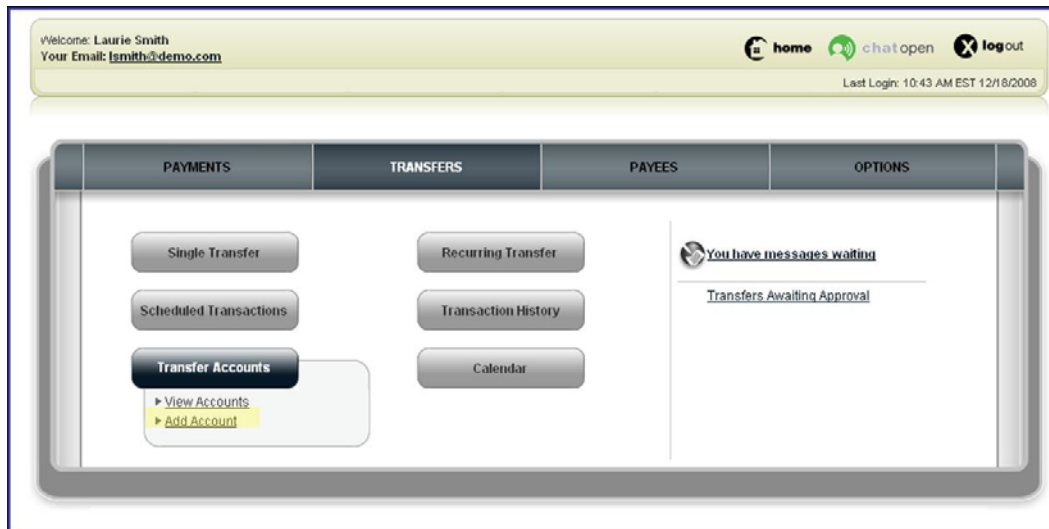 Welcome: Laurie Smith
Your Email: lsmith@demo.com
home
chat open
logout
Last Login: 10:43 AM EST 12/18/2008
PAYMENTS
TRANSFERS
PAYEES
OPTIONS
Single Transfer
Recurring Transfer
You have messages waiting
Scheduled Transactions
Transaction History
Transfers Awaiting Approval
Transfer Accounts
Calendar
View Accounts
Add Account